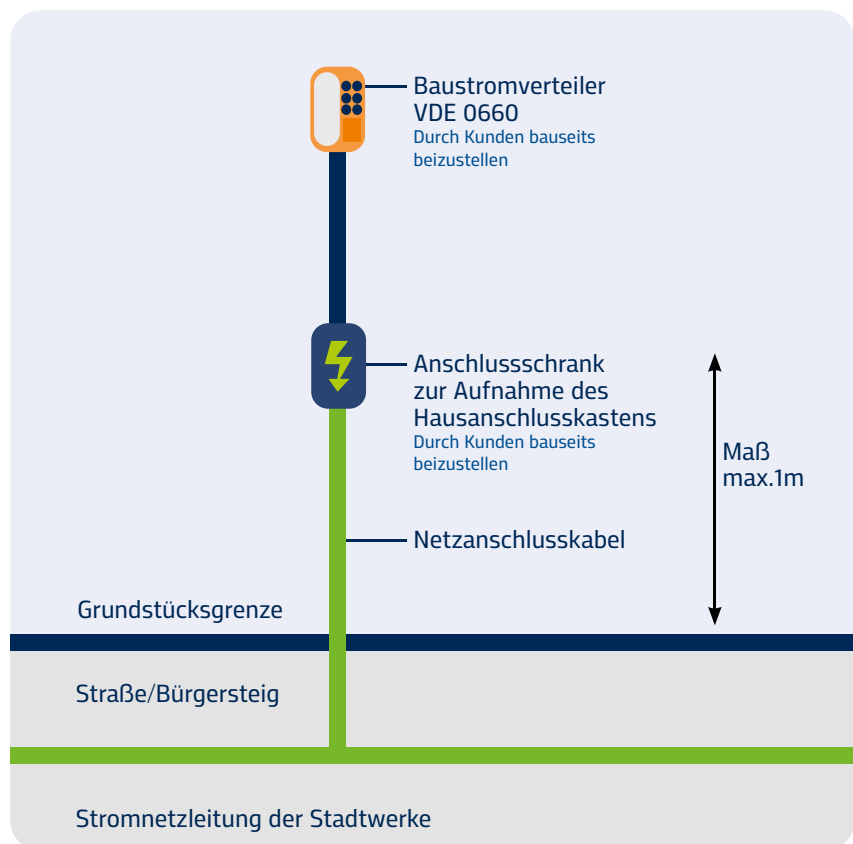 Baustromverteiler
VDE 0660
Durch Kunden bauseits
beizustellen
Anschlussschrank
zur Aufnahme des
Hausanschlusskastens
Durch Kunden bauseits
beizustellen
Maß
max.1m
Netzanschlusskabel
Grundstücksgrenze
Straße/Bürgersteig
Stromnetzleitung der Stadtwerke